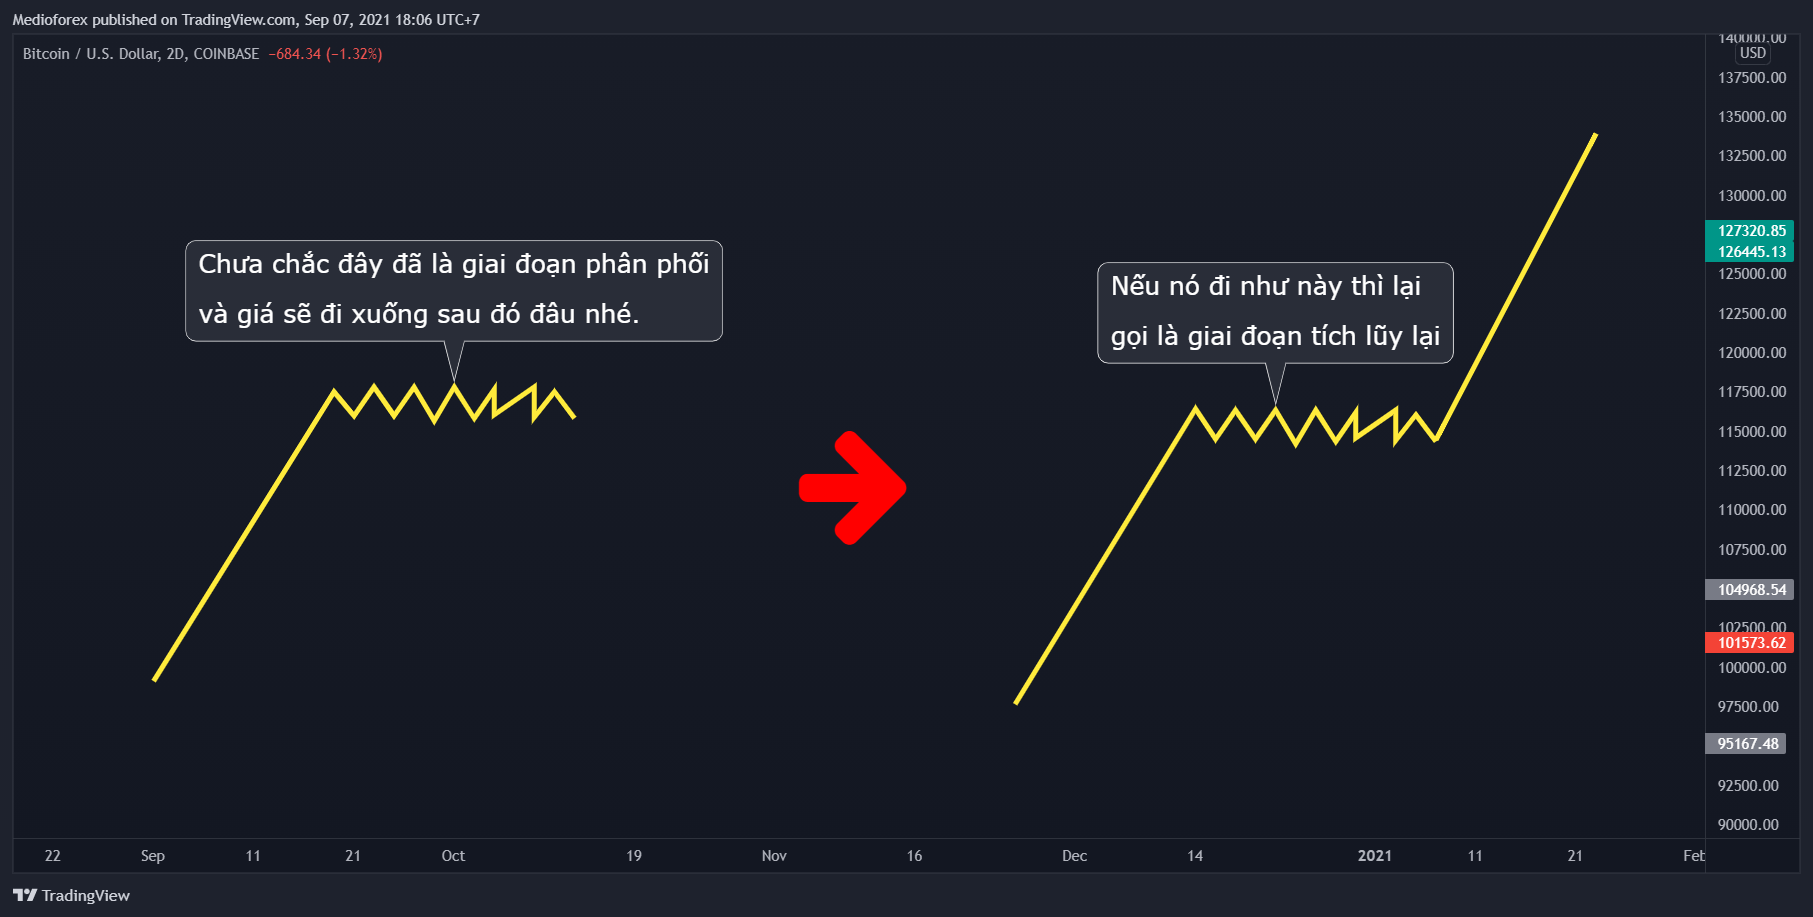 Medioforex published on TradingView.com, Sep 07, 2021 18:06 UTC+7
Bitcoin / U.S. Dollar, 2D, COINBASE −684.34 (−1.32%)
140000.00
USD
137500.00
135000.00
132500.00
130000.00
127320.85
126445.13
125000.00
122500.00
120000.00
117500.00
115000.00
112500.00
110000.00
107500.00
104968.54
102500.00
101573.62
100000.00
97500.00
95167.48
92500.00
90000.00
Chưa chắc đây đã là giai đoạn phân phối
và giá sẽ đi xuống sau đó đâu nhé.
Nếu nó đi như này thì lại
gọi là giai đoạn tích lũy lại
22 Sep 11 21 Oct 19 Nov 16 Dec 14 2021 11 21 Feb
TradingView